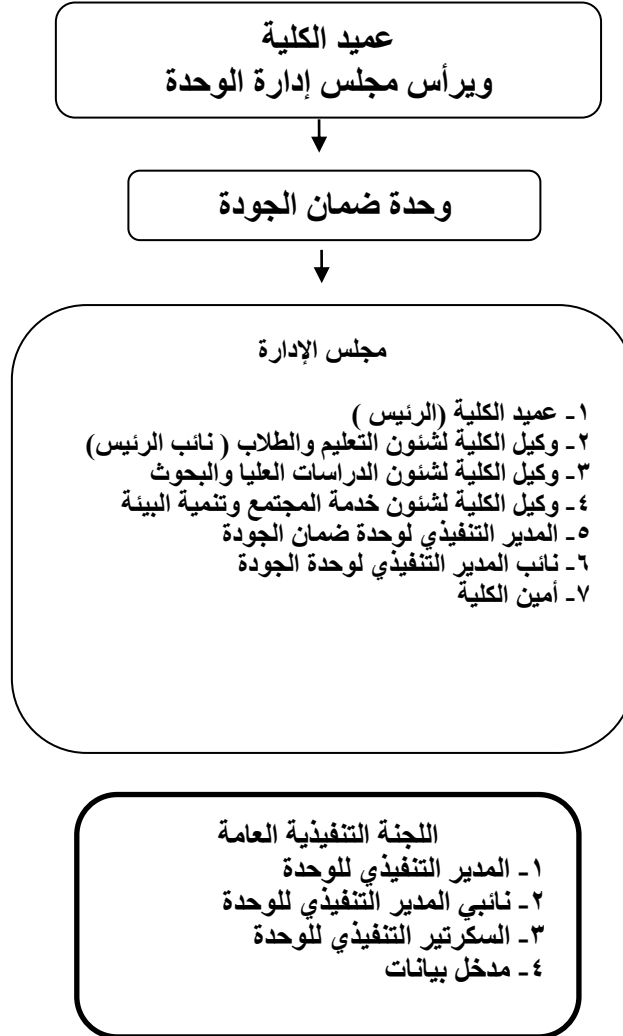 عميد الكلية
ويرأس مجلس إدارة الوحدة
وحدة ضمان الجودة
مجلس الإدارة
١- عميد الكلية (الرئيس )
٢- وكيل الكلية لشئون التعليم والطلاب ( نائب الرئيس)
٣- وكيل الكلية لشئون الدراسات العليا والبحوث
٤- وكيل الكلية لشئون خدمة المجتمع وتنمية البيئة
٥- المدير التنفيذي لوحدة ضمان الجودة
٦- نائب المدير التنفيذي لوحدة الجودة
٧- أمين الكلية
اللجنة التنفيذية العامة
١- المدير التنفيذي للوحدة
٢- نائبي المدير التنفيذي للوحدة
٣- السكرتير التنفيذي للوحدة
٤- مدخل بيانات